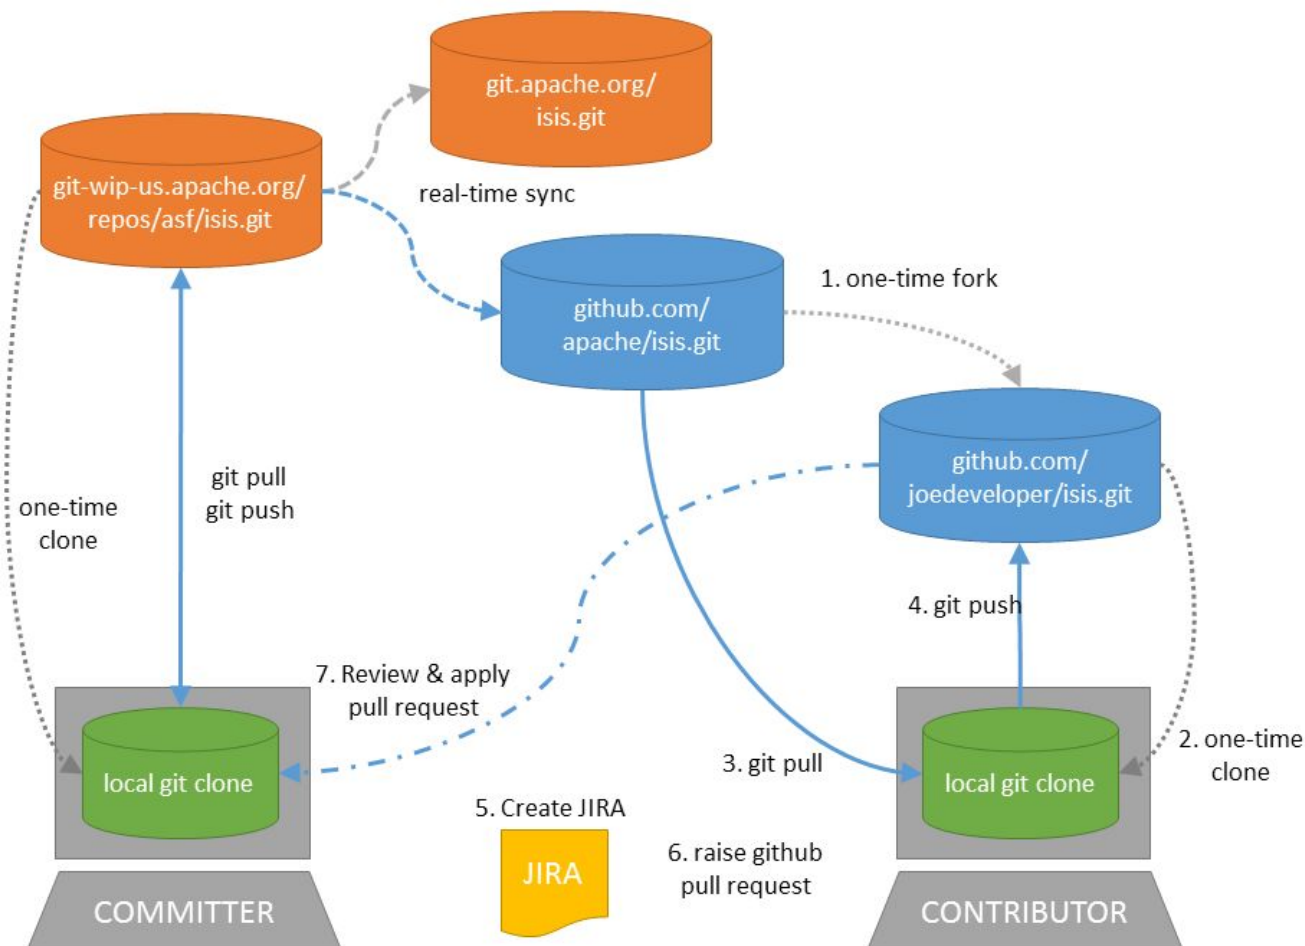 git.apache.org/
isis.git
git-wip-us.apache.org/
repos/asf/isis.git
real-time sync
1. one-time fork
github.com/
apache/isis.git
github.com/
joedeveloper/isis.git
git pull
git push
one-time
clone
4. git push
7. Review & apply
pull request
2. one-time
clone
3. git pull
local git clone
local git clone
5. Create JIRA
JIRA
6. raise github
pull request
COMMITTER
CONTRIBUTOR